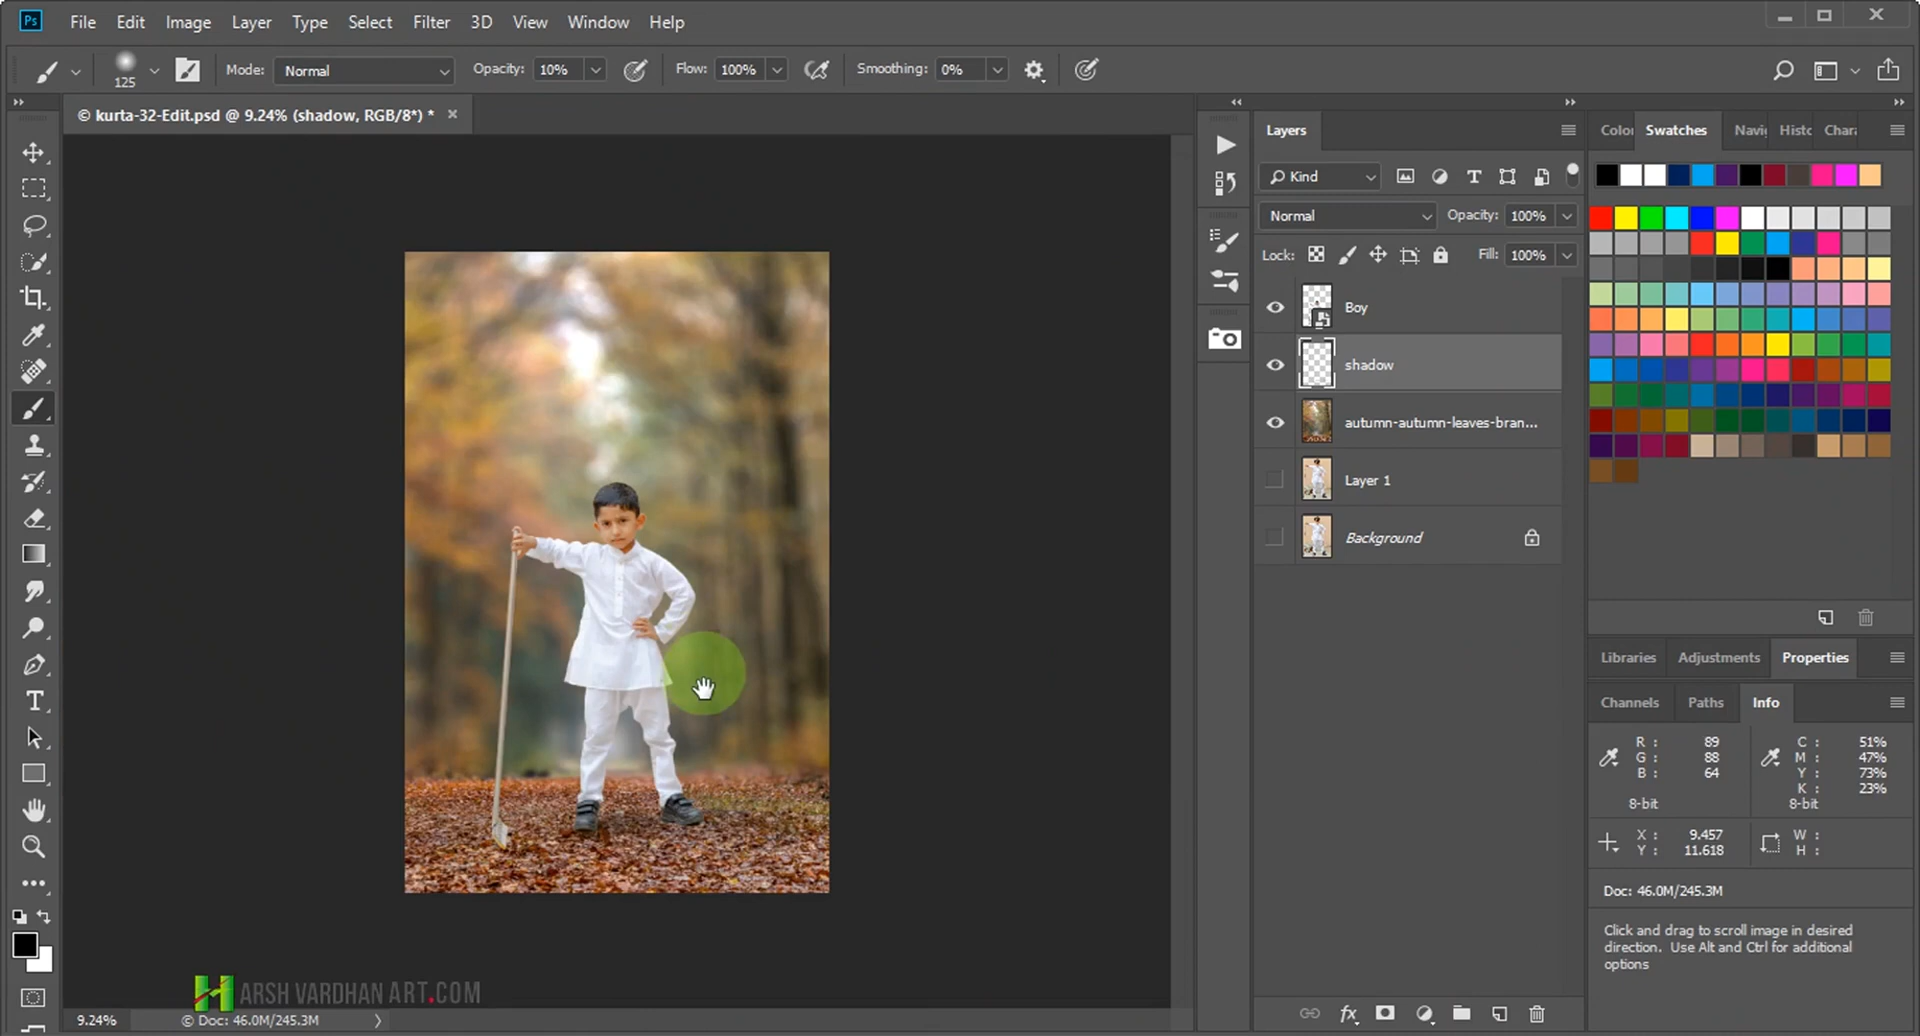 Ps File Edit Image Layer Type Select Filter 3D View Window Help
125 Mode: Normal Opacity: 10% Flow: 100% Smoothing: 0%
© kurta-32-Edit.psd @ 9.24% (shadow, RGB/8*) *
Layers
Kind
Normal Opacity: 100%
Lock: Fill: 100%
Boy
shadow
autumn-autumn-leaves-bran...
Layer 1
Background
fx
Color Swatches Navi Histo Chara
Libraries Adjustments Properties
Channels Paths Info
R : 89 C : 51%
G : 88 M : 47%
B : 64 Y : 73%
K : 23%
8-bit 8-bit
X : 9.457 W :
Y : 11.618 H :
Doc: 46.0M/245.3M
Click and drag to scroll image in desired
direction. Use Alt and Ctrl for additional
options
HARSH VARDHAN ART.COM
9.24% © Doc: 46.0M/245.3M